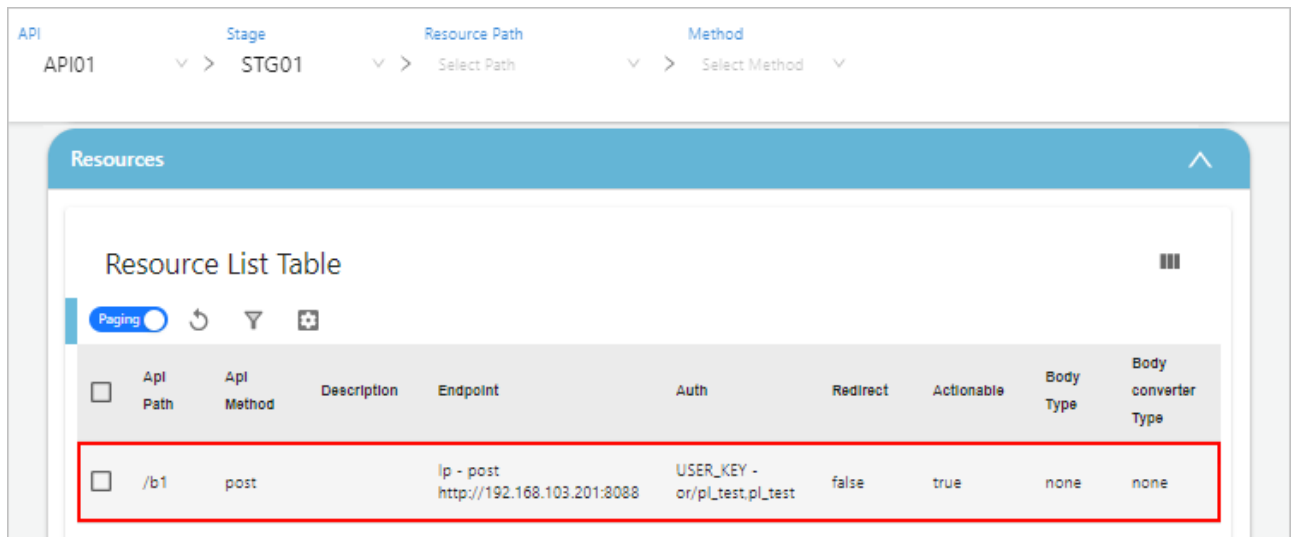 API Stage Resource Path Method
API01 > STG01 > Select Path > Select Method
Resources
Resource List Table
Paging
Api Path Api Method Description Endpoint Auth Redirect Actionable Body Type Body converter Type
/b1 post Ip - post http://192.168.103.201:8088 USER_KEY - or/pl_test,pl_test false true none none